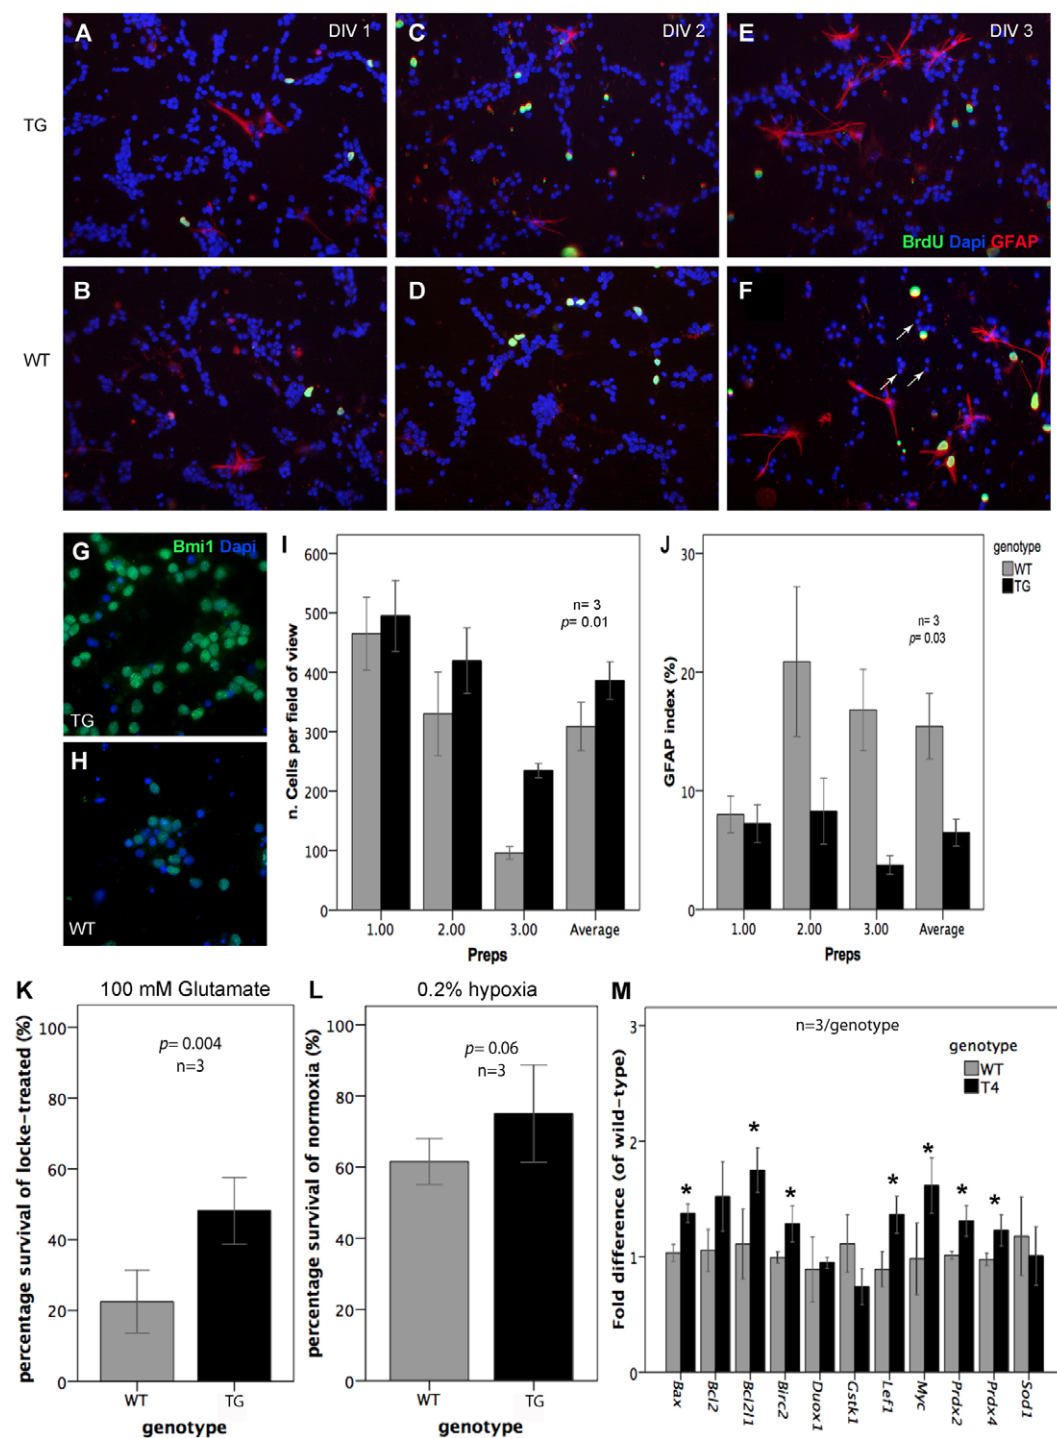 A DIV 1
C DIV 2
E DIV 3
TG
BrdU Dapi GFAP
B
D
F
WT
G Bmi1 Dapi
TG
H
WT
I
600
500
400
300
200
100
0
n. Cells per field of view
n= 3
p= 0.01
1.00 2.00 3.00 Average
Preps
J
30
20
10
0
GFAP index (%)
n= 3
p= 0.03
genotype
WT
TG
1.00 2.00 3.00 Average
Preps
K 100 mM Glutamate
percentage survival of locke-treated (%)
100
80
60
40
20
0
p= 0.004
n=3
WT TG
genotype
L 0.2% hypoxia
percentage survival of normoxia (%)
100
80
60
40
20
0
p= 0.06
n=3
WT TG
genotype
M
n=3/genotype
genotype
WT
T4
Fold difference (of wild-type)
3
2
1
0
* * * * * * *
Bax Bcl2 Bcl2l1 Birc2 Duox1 Gstk1 Lef1 Myc Prdx2 Prdx4 Sod1